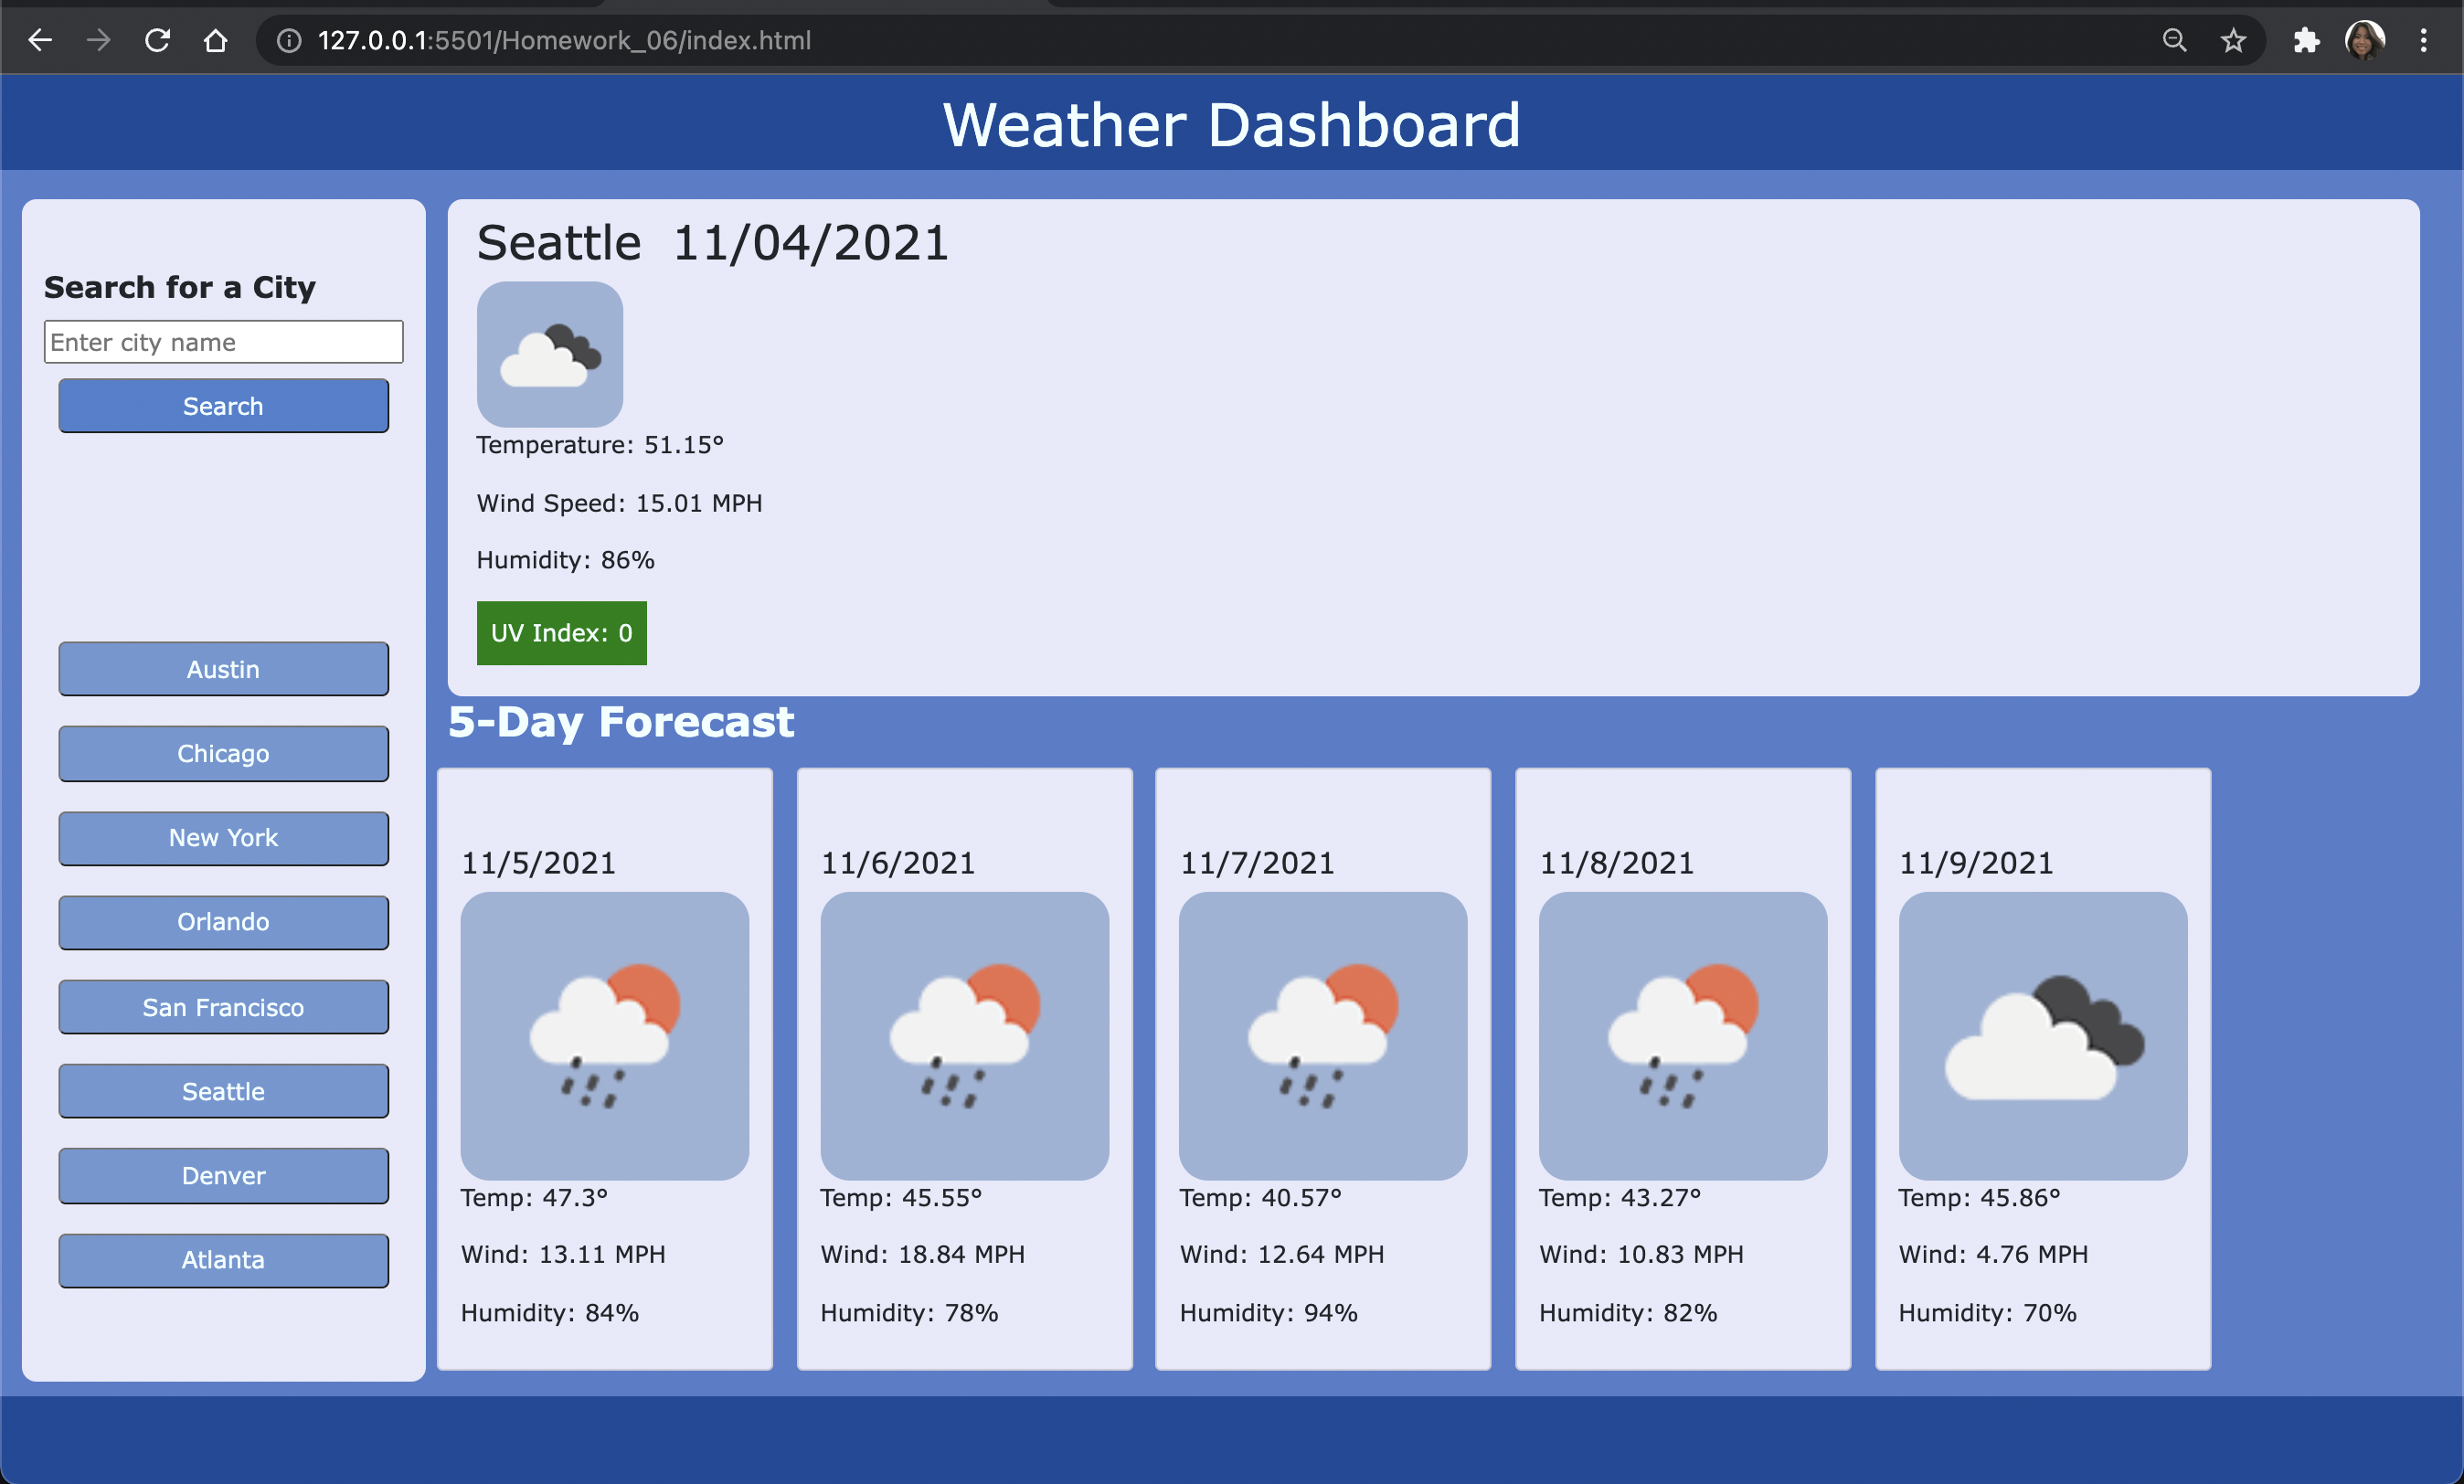 127.0.0.1:5501/Homework_06/index.html
Weather Dashboard
Search for a City
Enter city name
Search
Austin
Chicago
New York
Orlando
San Francisco
Seattle
Denver
Atlanta
Seattle 11/04/2021
Temperature: 51.15°
Wind Speed: 15.01 MPH
Humidity: 86%
UV Index: 0
5-Day Forecast
11/5/2021
Temp: 47.3°
Wind: 13.11 MPH
Humidity: 84%
11/6/2021
Temp: 45.55°
Wind: 18.84 MPH
Humidity: 78%
11/7/2021
Temp: 40.57°
Wind: 12.64 MPH
Humidity: 94%
11/8/2021
Temp: 43.27°
Wind: 10.83 MPH
Humidity: 82%
11/9/2021
Temp: 45.86°
Wind: 4.76 MPH
Humidity: 70%